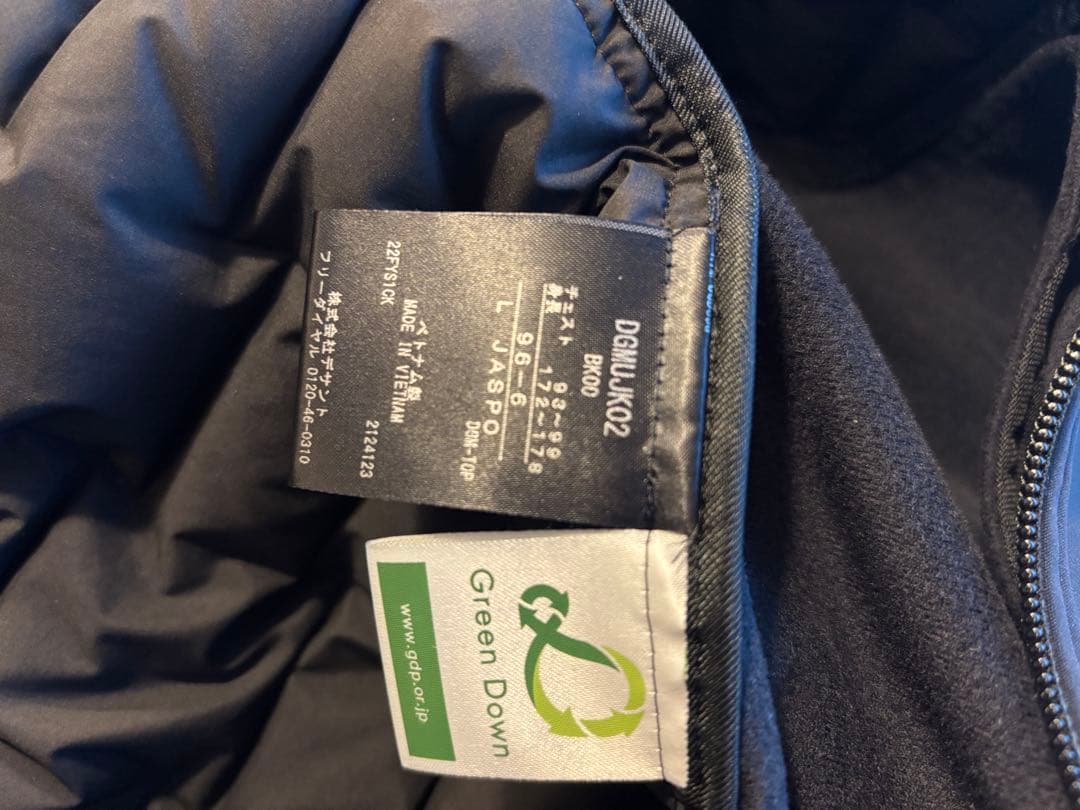 DGMUJK02
BK00
チェスト 93~99
身長 172~178
96-6
L JASPO
DGM-TOP
ベトナム製
MADE IN VIETNAM
22FYS1CK 2124123
株式会社デサント
フリーダイヤル 0120-46-0310
Green Down
www.gdp.or.jp